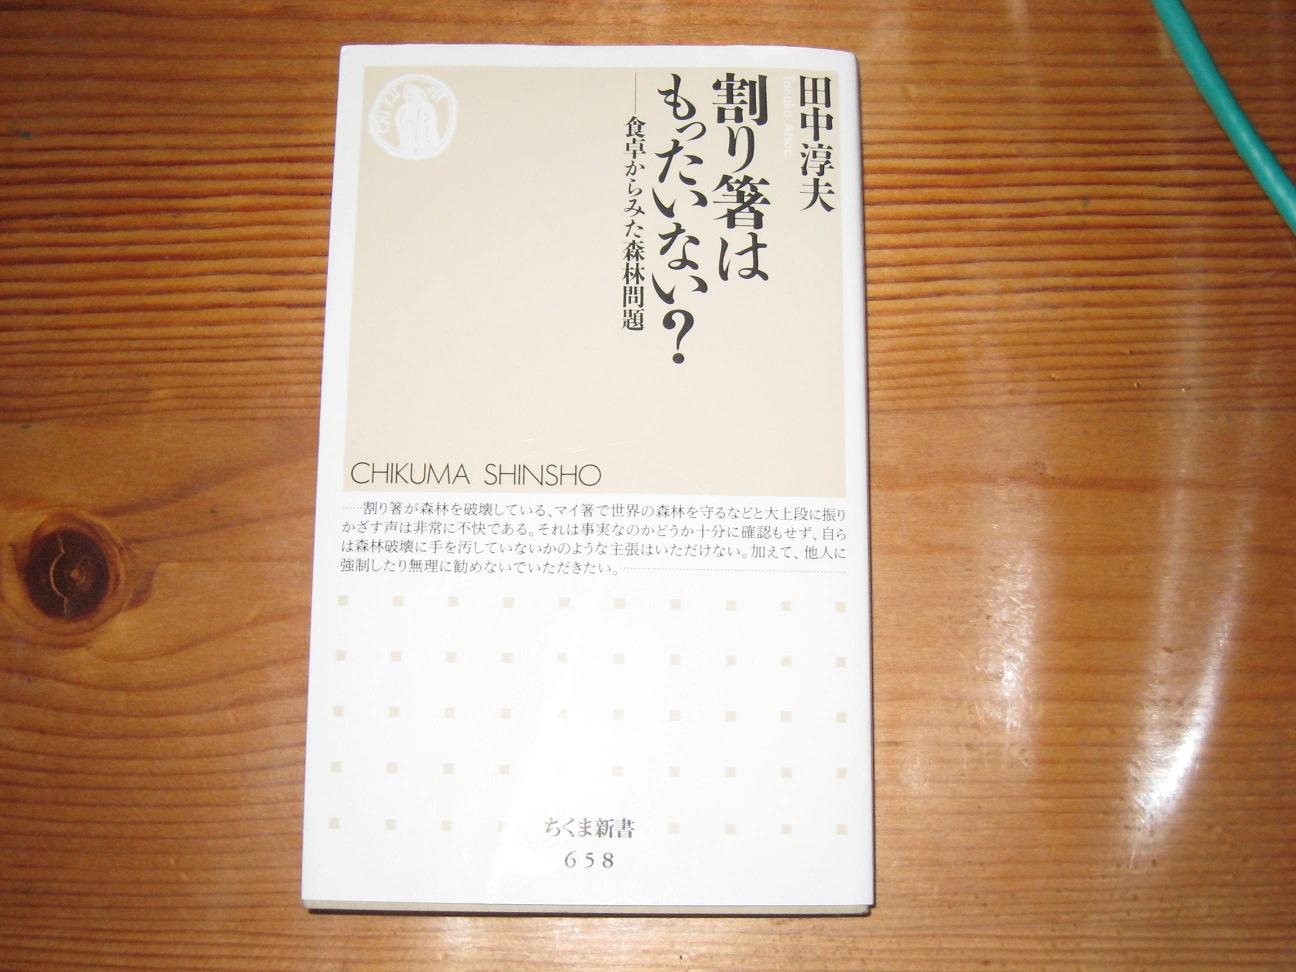 田中淳夫
Tanaka Atsuo
割り箸は
もったいない?
──食卓からみた森林問題
CHIKUMA SHINSHO
……割り箸が森林を破壊している、マイ箸で世界の森林を守るなどと大上段に振り
かざす声は非常に不快である。それは事実なのかどうか十分に確認もせず、自ら
は森林破壊に手を汚していないかのような主張はいただけない。加えて、他人に
強制したり無理に勧めないでいただきたい。……
ちくま新書
658